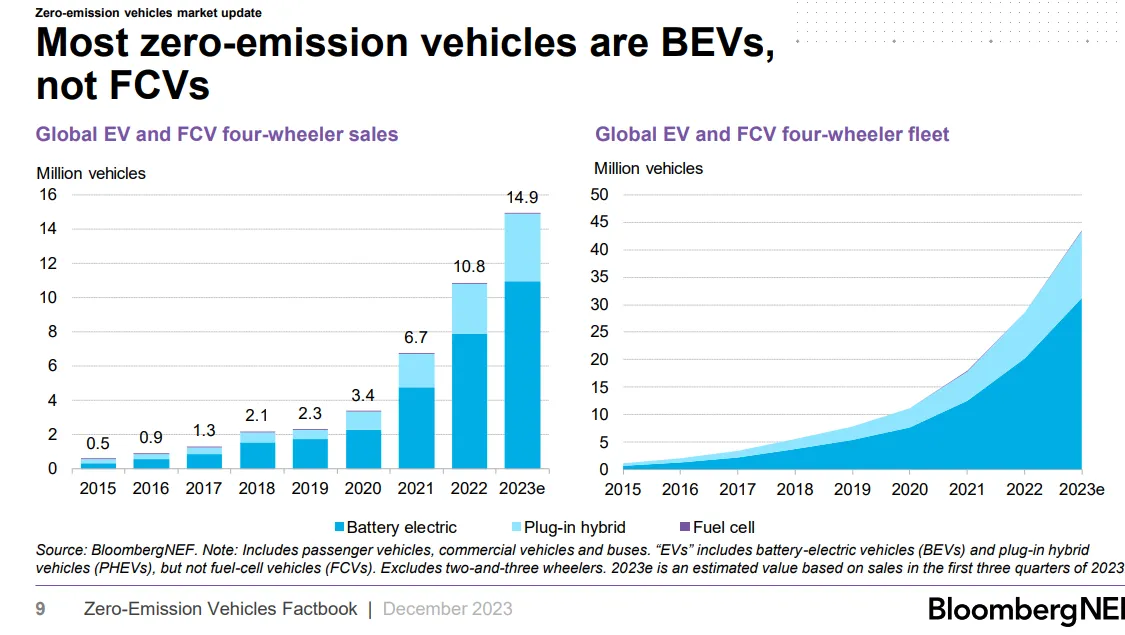 Zero-emission vehicles market update
Most zero-emission vehicles are BEVs,
not FCVs
Global EV and FCV four-wheeler sales
Million vehicles
16
14
12
10
8
6
4
2
0
0.5
0.9
1.3
2.1
2.3
3.4
6.7
10.8
14.9
2015 2016 2017 2018 2019 2020 2021 2022 2023e
Global EV and FCV four-wheeler fleet
Million vehicles
50
45
40
35
30
25
20
15
10
5
0
2015 2016 2017 2018 2019 2020 2021 2022 2023e
Battery electric Plug-in hybrid Fuel cell
Source: BloombergNEF. Note: Includes passenger vehicles, commercial vehicles and buses. “EVs” includes battery-electric vehicles (BEVs) and plug-in hybrid
vehicles (PHEVs), but not fuel-cell vehicles (FCVs). Excludes two-and-three wheelers. 2023e is an estimated value based on sales in the first three quarters of 2023
9 Zero-Emission Vehicles Factbook | December 2023
BloombergNEI